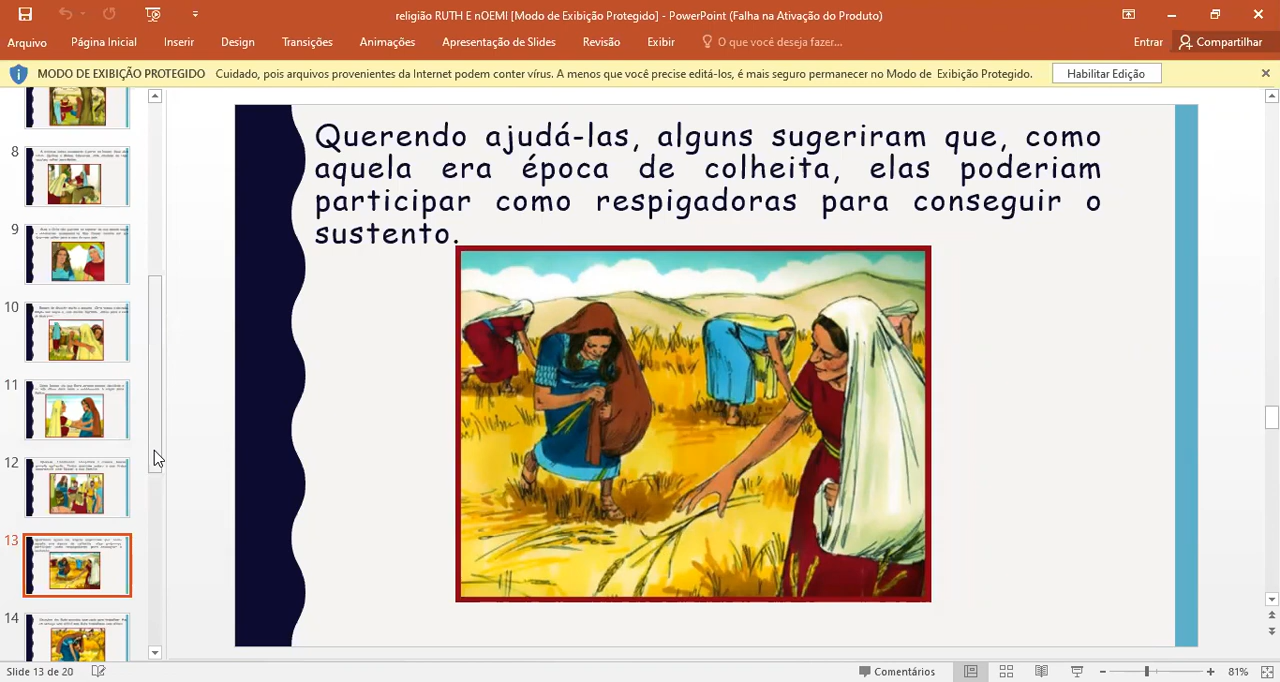 religião RUTH E nOEMI [Modo de Exibição Protegido] - PowerPoint (Falha na Ativação do Produto)
Arquivo Página Inicial Inserir Design Transições Animações Apresentação de Slides Revisão Exibir O que você deseja fazer... Entrar Compartilhar
MODO DE EXIBIÇÃO PROTEGIDO Cuidado, pois arquivos provenientes da Internet podem conter vírus. A menos que você precise editá-los, é mais seguro permanecer no Modo de Exibição Protegido. Habilitar Edição
8
9
10
11
12
13
14
Querendo ajudá-las, alguns sugeriram que, como
aquela era época de colheita, elas poderiam
participar como respigadoras para conseguir o
sustento.
Slide 13 de 20 Comentários 81%